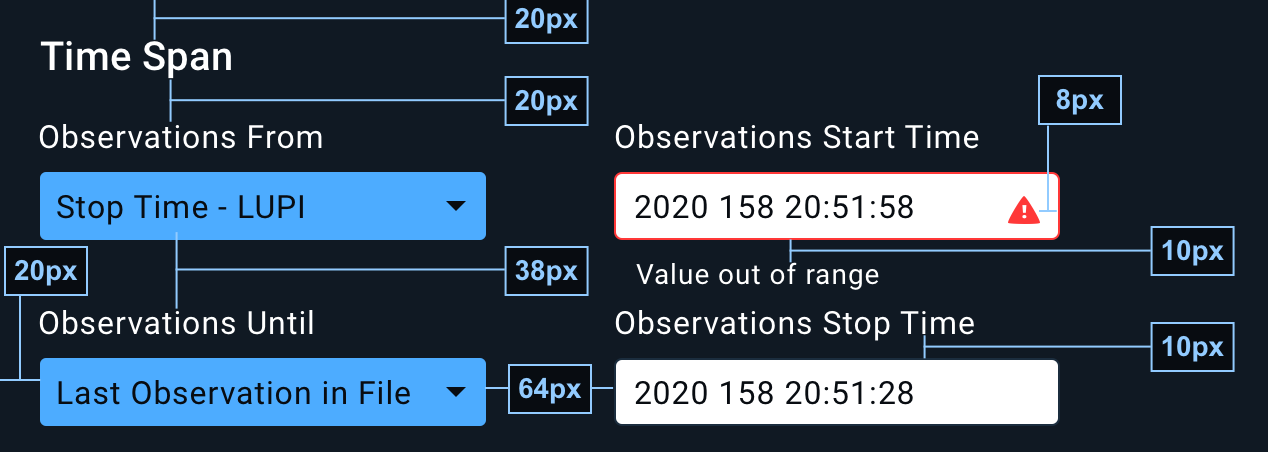 20px
Time Span
20px
8px
Observations From
Observations Start Time
Stop Time - LUPI
2020 158 20:51:58
10px
20px
38px
Value out of range
Observations Until
Observations Stop Time
10px
Last Observation in File
64px
2020 158 20:51:28